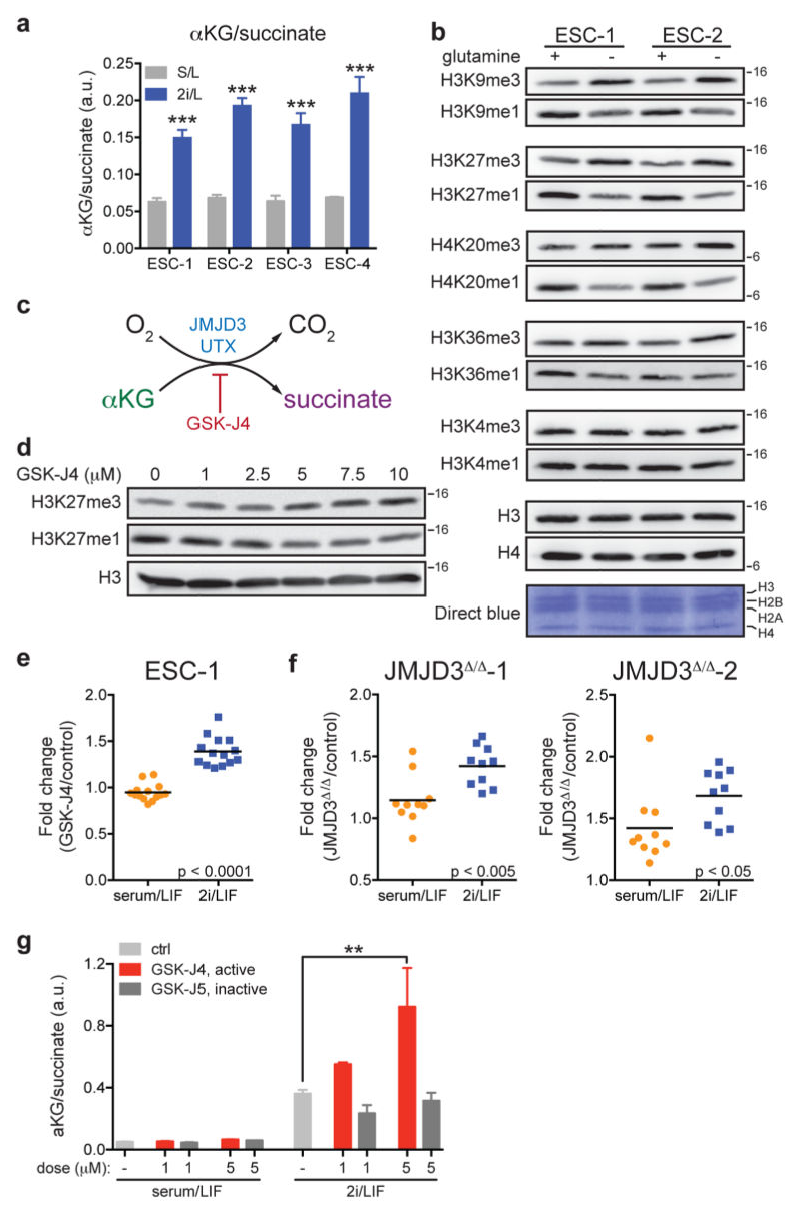 a
αKG/succinate
S/L
2i/L
αKG/succinate (a.u.)
0.25
0.20
0.15
0.10
0.05
0.00
*** *** *** ***
ESC-1 ESC-2 ESC-3 ESC-4
b
ESC-1 ESC-2
glutamine + - + -
H3K9me3 -16
H3K9me1
H3K27me3 -16
H3K27me1 -16
H4K20me3 -6
H4K20me1 -6
H3K36me3 -16
H3K36me1 -16
H3K4me3 -16
H3K4me1
H3 -16
H4 -6
Direct blue
H3
H2B
H2A
H4
c
O2 JMJD3 CO2
UTX
αKG succinate
GSK-J4
d
GSK-J4 (μM) 0 1 2.5 5 7.5 10
H3K27me3 -16
H3K27me1 -16
H3 -16
e
ESC-1
Fold change
(GSK-J4/control)
2.0
1.5
1.0
0.5
0.0
p < 0.0001
serum/LIF 2i/LIF
f
JMJD3Δ/Δ-1
Fold change
(JMJD3Δ/Δ/control)
2.0
1.5
1.0
0.5
p < 0.005
serum/LIF 2i/LIF
JMJD3Δ/Δ-2
Fold change
(JMJD3Δ/Δ/control)
2.5
2.0
1.5
1.0
p < 0.05
serum/LIF 2i/LIF
g
ctrl
GSK-J4, active
GSK-J5, inactive
aKG/succinate (a.u.)
1.2
0.8
0.4
0.0
**
dose (μM): - 1 1 5 5 - 1 1 5 5
serum/LIF 2i/LIF